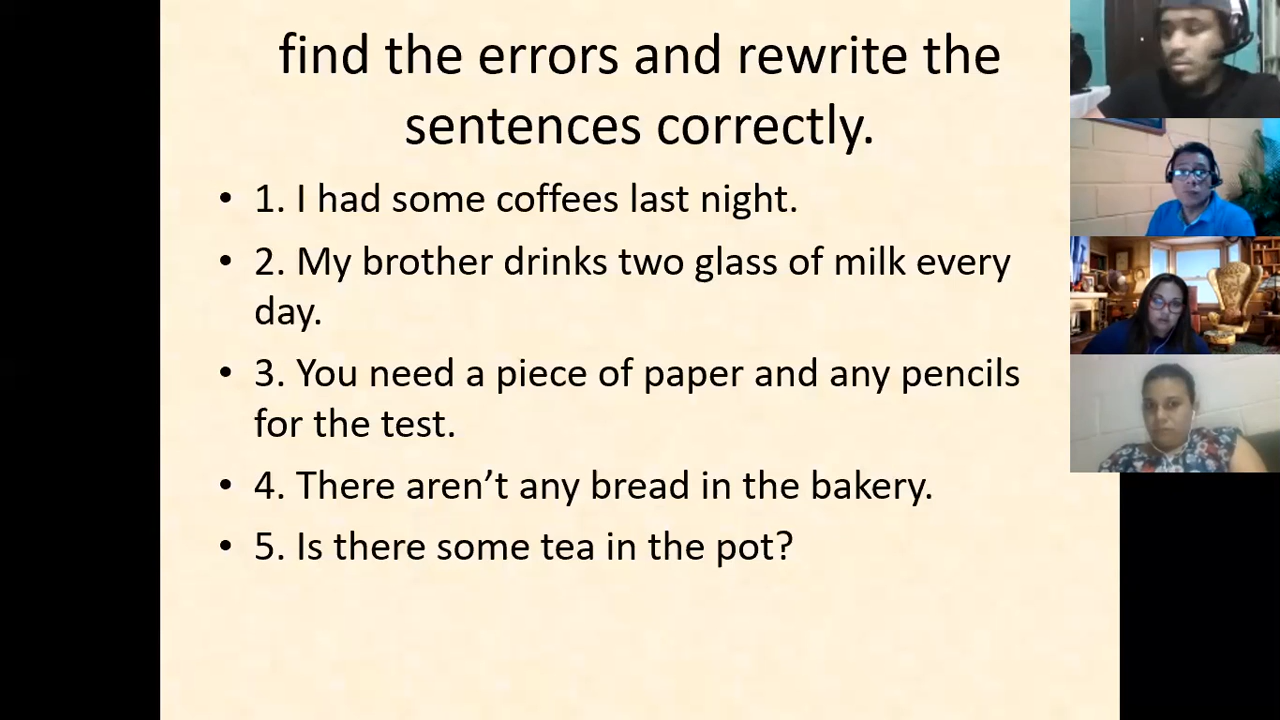 find the errors and rewrite the
sentences correctly.
• 1. I had some coffees last night.
• 2. My brother drinks two glass of milk every
day.
• 3. You need a piece of paper and any pencils
for the test.
• 4. There aren’t any bread in the bakery.
• 5. Is there some tea in the pot?